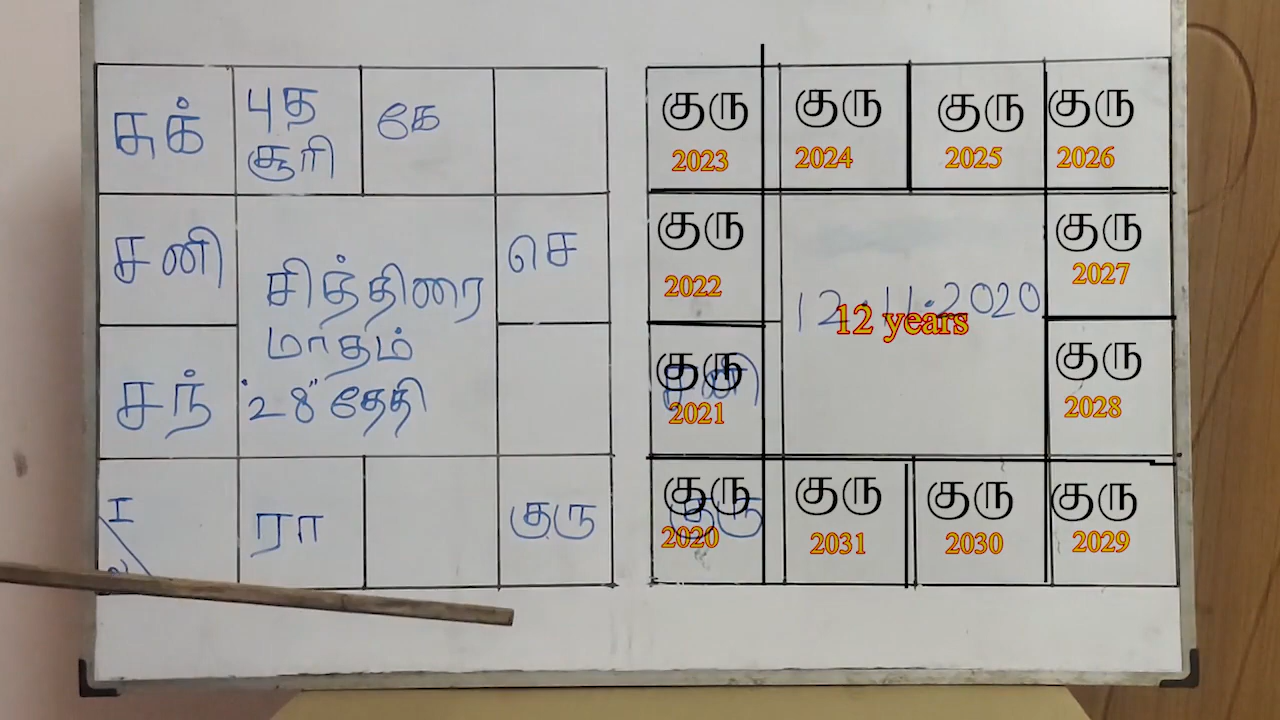 சுக்
புத
சூரி
கே
சனி
செ
சித்திரை
மாதம்
"28" தேதி
சந்
ரா
குரு
குரு
2023
குரு
2024
குரு
2025
குரு
2026
குரு
2022
குரு
2027
12.11.2020
12 years
குரு
சனி
2021
குரு
2028
குரு
குரு
2020
குரு
2031
குரு
2030
குரு
2029